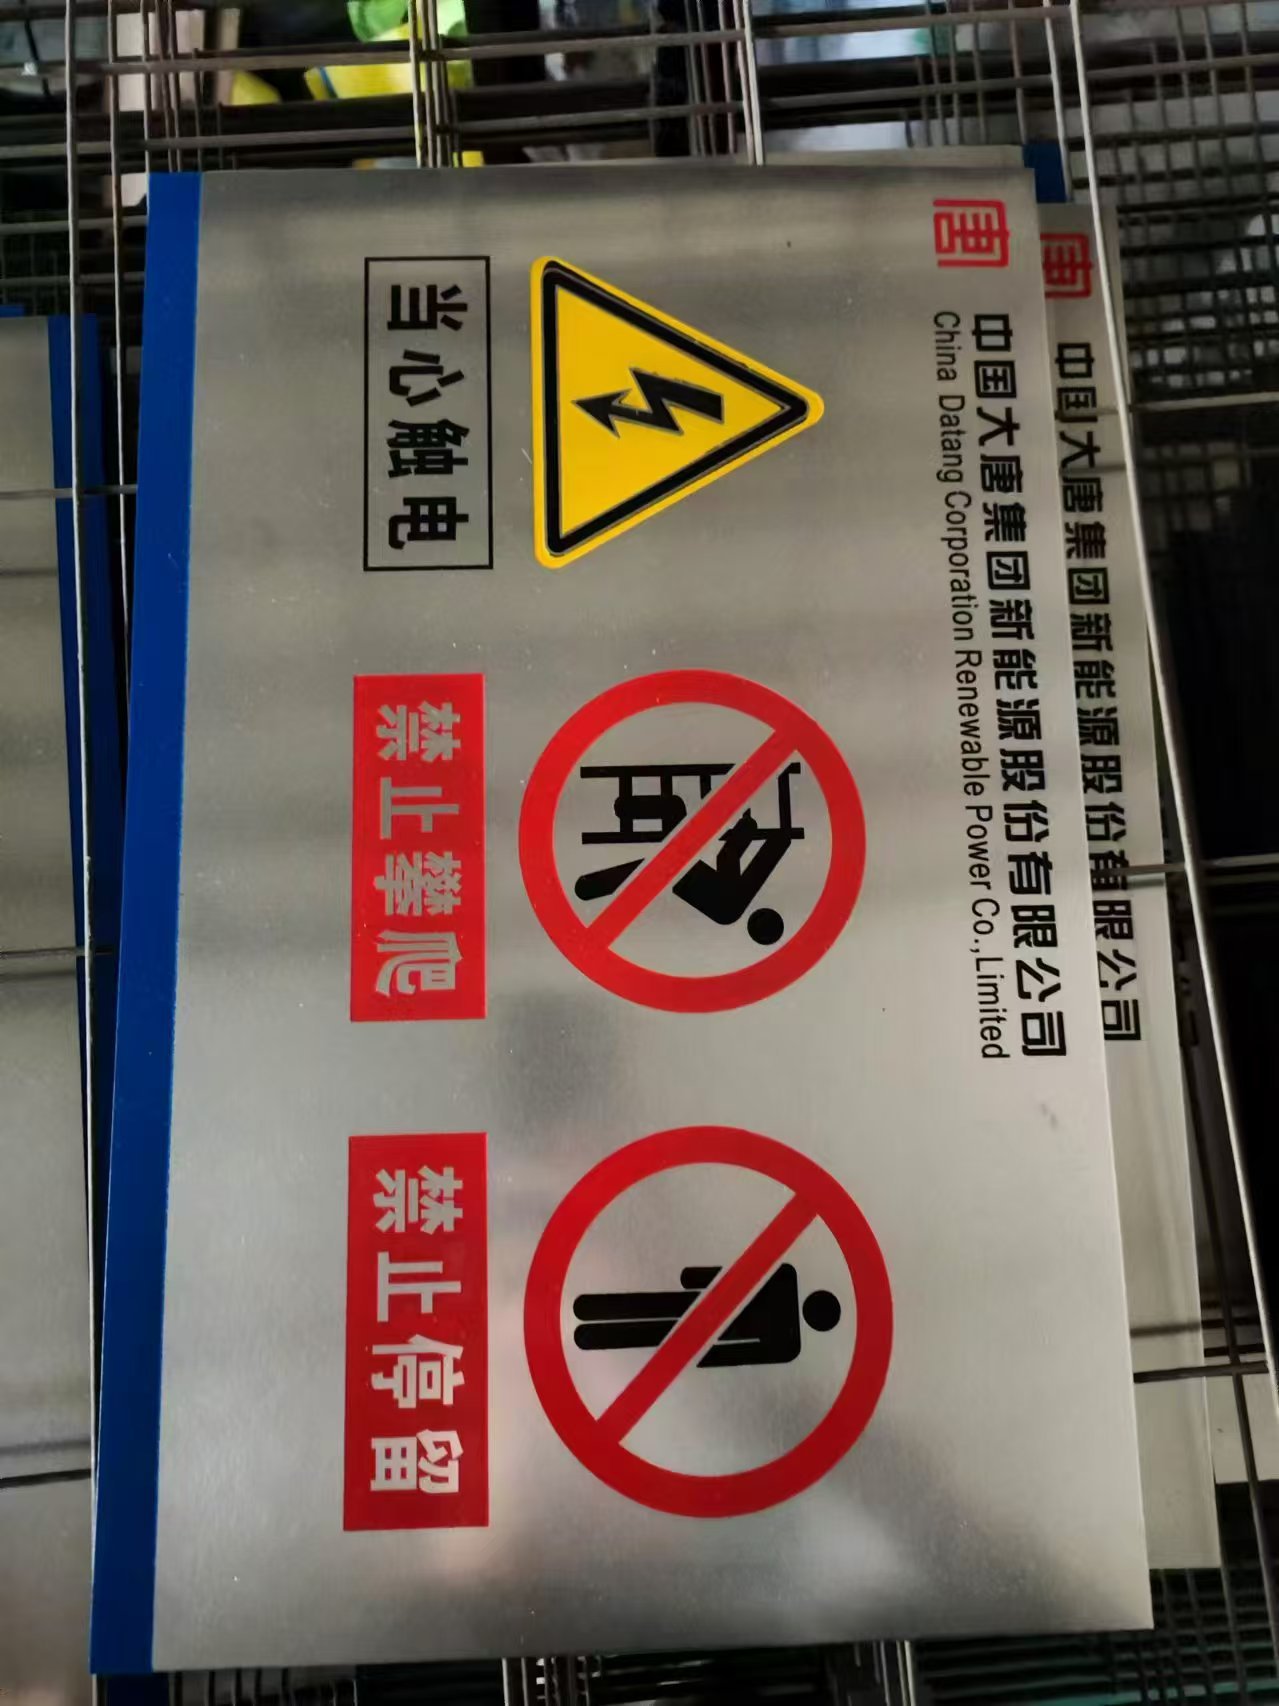 唐
中国大唐集团新能源股份有限公司
China Datang Corporation Renewable Power Co.,Limited
当心触电
禁止攀爬
禁止停留
唐
中国大唐集团新能源股份有限公司